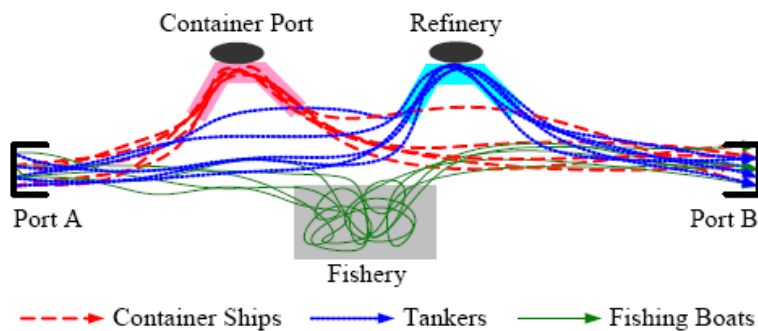 Container Port
Refinery
Port A
Port B
Fishery
Container Ships
Tankers
Fishing Boats